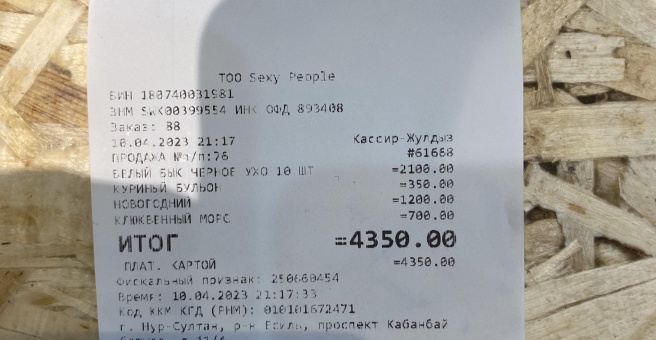 ТОО Sexy People
БИН 180740031981
ЗНМ SWK00399554 ИНК ОФД 893408
Заказ: 88
10.04.2023 21:17 Кассир-Жулдыз
ПРОДАЖА №п/п:76 #61668
БЕЛЫЙ БЫК ЧЕРНОЕ УХО 10 ШТ =2100.00
КУРИНЫЙ БУЛЬОН =350.00
НОВОГОДНИЙ =1200.00
КЛЮКВЕННЫЙ МОРС =700.00
ИТОГ =4350.00
ПЛАТ. КАРТОЙ =4350.00
Фискальный признак: 250660454
Время: 10.04.2023 21:17:33
Код ККМ КГД (РНМ): 010101672471
г. Нур-Султан, р-н Есиль, проспект Кабанбай